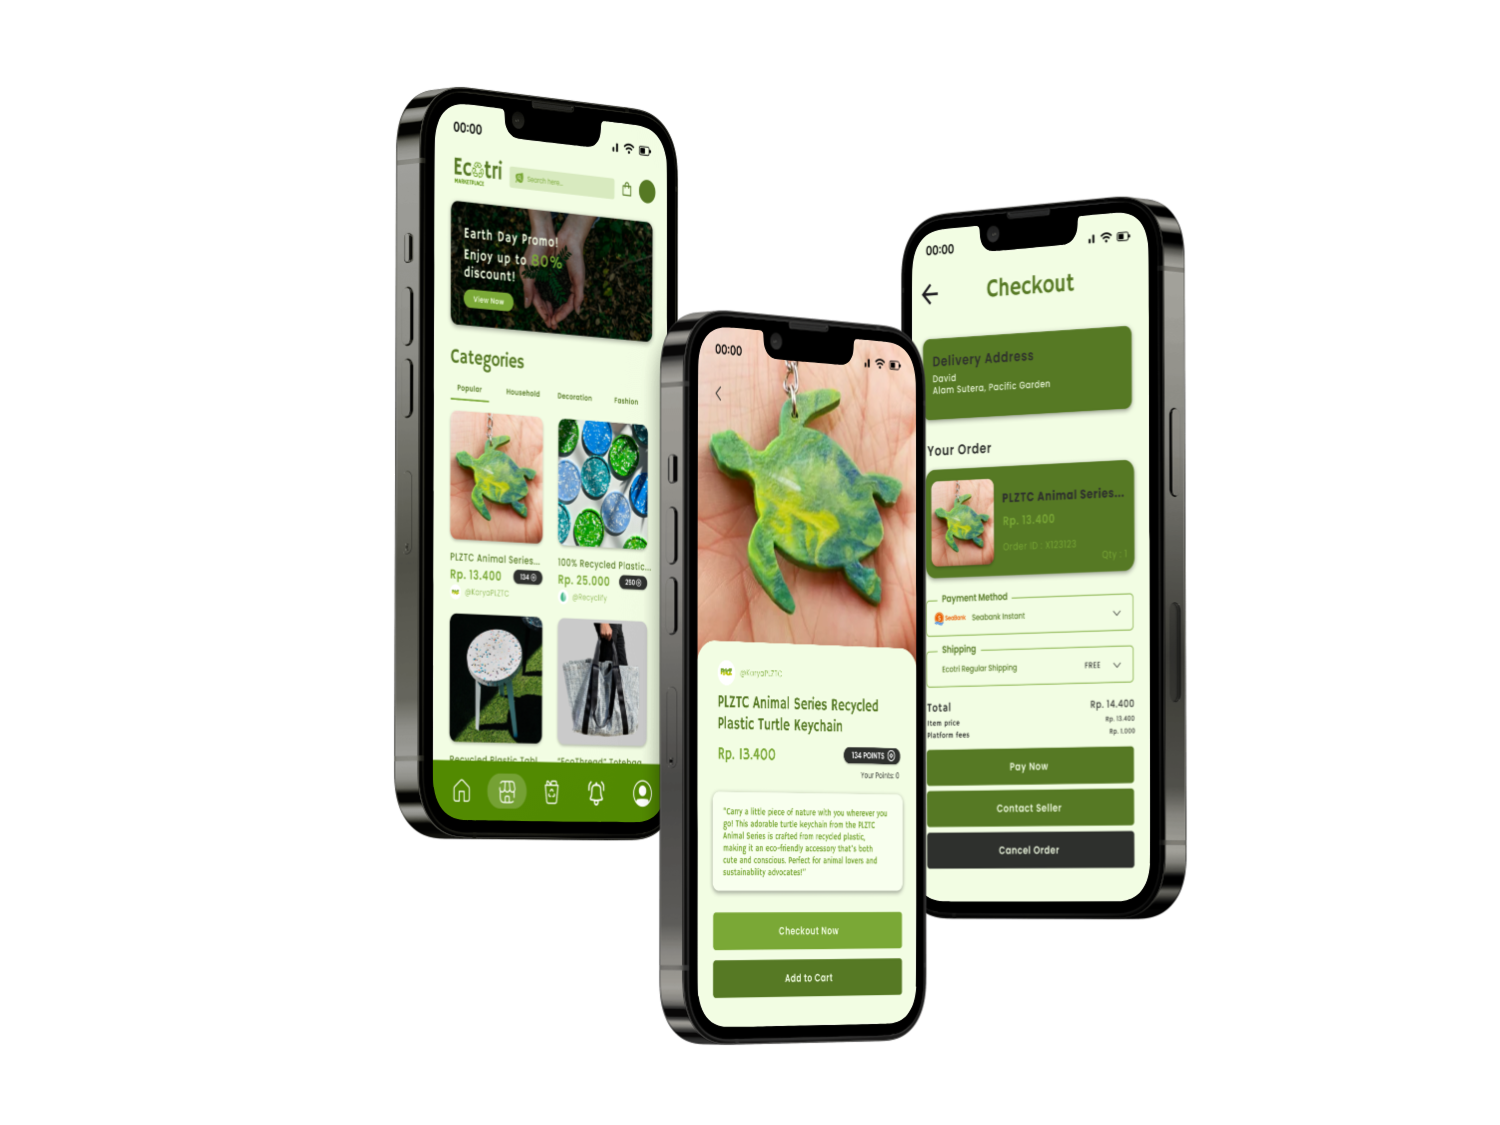 00:00
Ecotri
MARKETPLACE
Search here...
Earth Day Promo!
Enjoy up to 80%
discount!
View Now
Categories
Popular
Household
Decoration
Fashion
PLZTC Animal Series...
Rp. 13.400
134
@KaryaPLZTC
100% Recycled Plastic...
Rp. 25.000
250
@Recyclify
Recycled Plastic Tabl
"EcoThread" Totebag
00:00
@KaryaPLZTC
PLZTC Animal Series Recycled
Plastic Turtle Keychain
Rp. 13.400
134 POINTS
Your Points: 0
"Carry a little piece of nature with you wherever you
go! This adorable turtle keychain from the PLZTC
Animal Series is crafted from recycled plastic,
making it an eco-friendly accessory that's both
cute and conscious. Perfect for animal lovers and
sustainability advocates!"
Checkout Now
Add to Cart
00:00
Checkout
Delivery Address
David
Alam Sutera, Pacific Garden
Your Order
PLZTC Animal Series...
Rp. 13.400
Order ID : X123123
Qty : 1
Payment Method
SeaBank
Seabank Instant
Shipping
Ecotri Regular Shipping
FREE
Total
Rp. 14.400
Item price
Rp. 13.400
Platform fees
Rp. 1.000
Pay Now
Contact Seller
Cancel Order